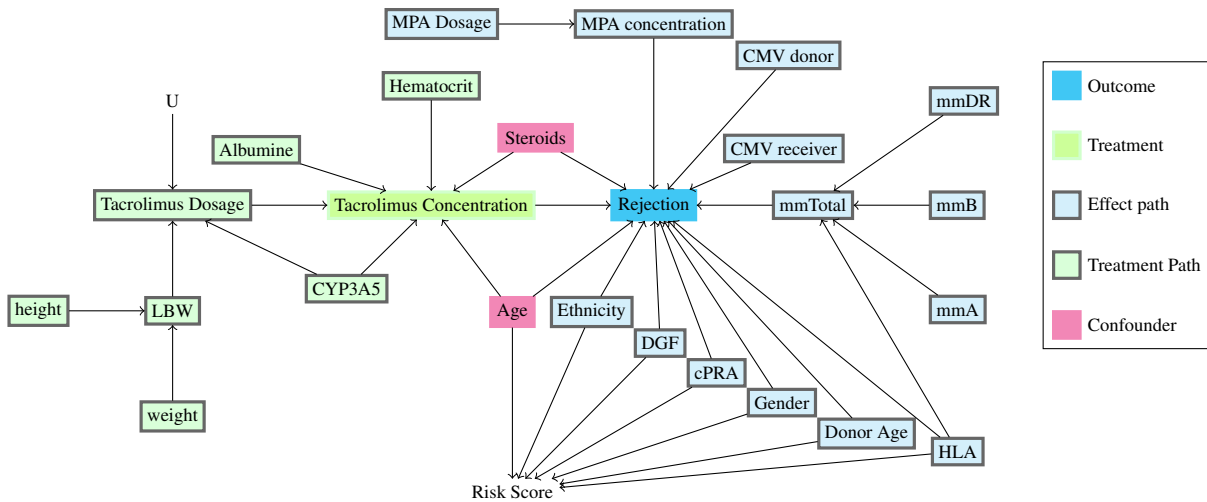 MPA Dosage
MPA concentration
CMV donor
Hematocrit
mmDR
U
Steroids
Albumine
CMV receiver
Tacrolimus Dosage
Tacrolimus Concentration
Rejection
mmTotal
mmB
CYP3A5
height
LBW
Age
Ethnicity
mmA
DGF
cPRA
Gender
weight
Donor Age
HLA
Risk Score
Outcome
Treatment
Effect path
Treatment Path
Confounder